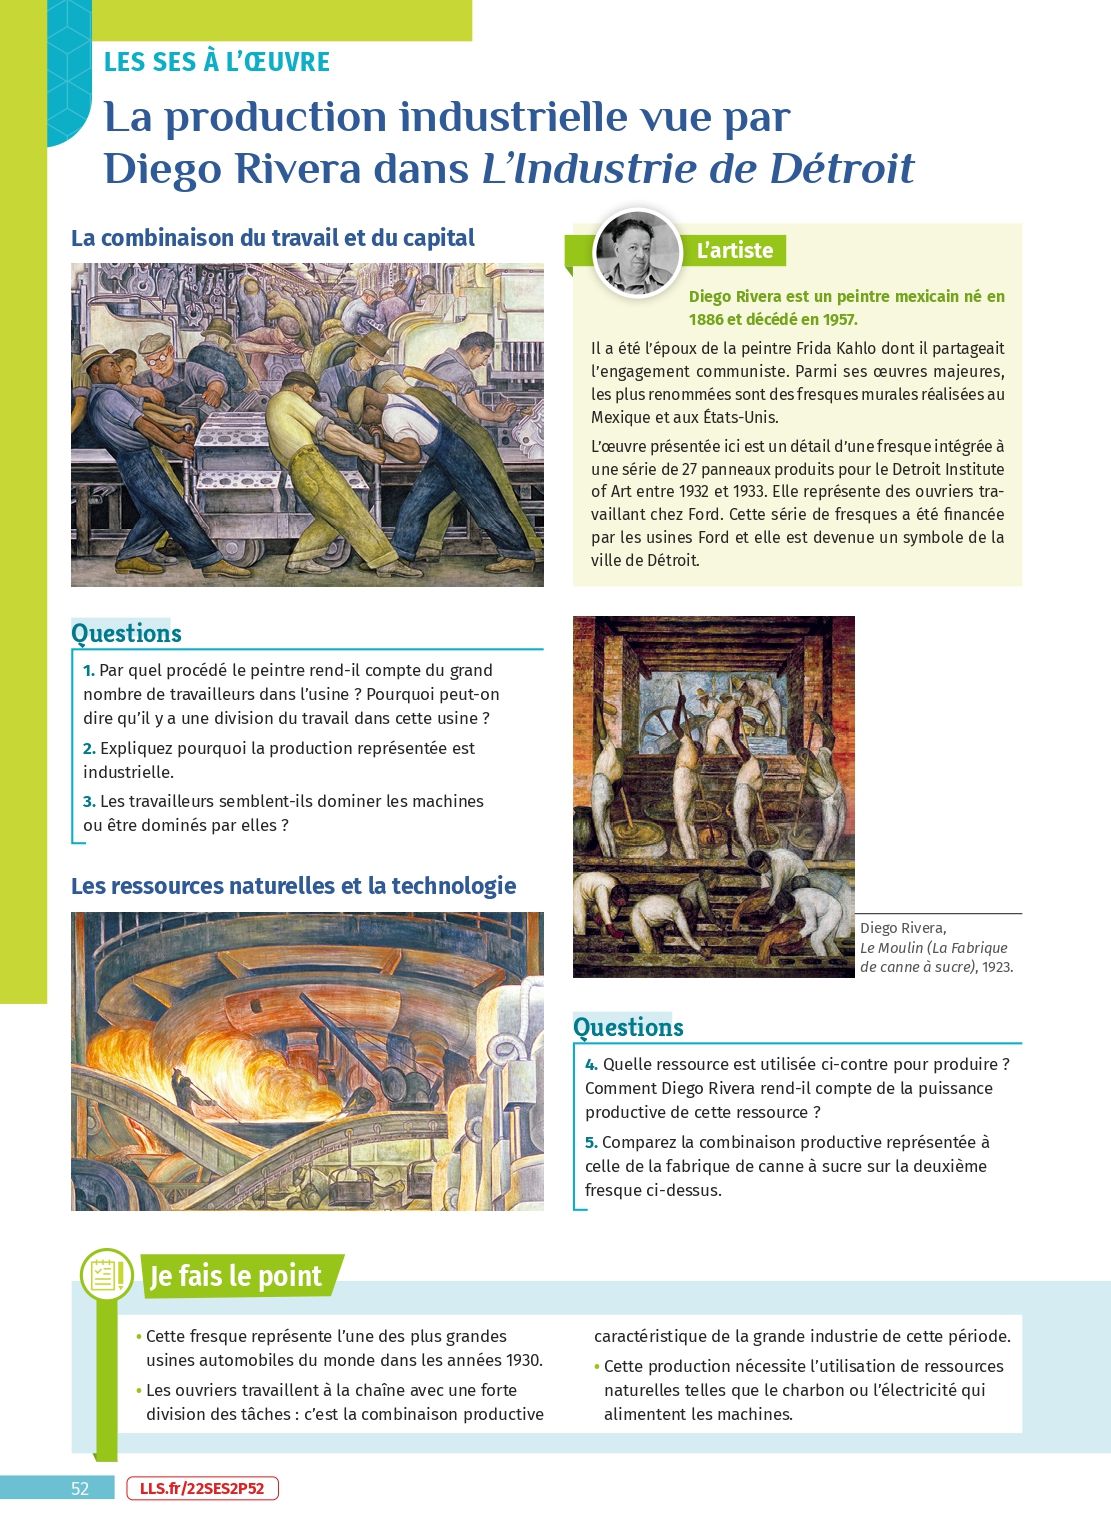 LES SES À L'ŒUVRE
La production industrielle vue par
Diego Rivera dans L'Industrie de Détroit
La combinaison du travail et du capital
L'artiste
Diego Rivera est un peintre mexicain né en
1886 et décédé en 1957.
Il a été l'époux de la peintre Frida Kahlo dont il partageait
l'engagement communiste. Parmi ses œuvres majeures,
les plus renommées sont des fresques murales réalisées au
Mexique et aux États-Unis.
L'œuvre présentée ici est un détail d'une fresque intégrée à
une série de 27 panneaux produits pour le Detroit Institute
of Art entre 1932 et 1933. Elle représente des ouvriers tra-
vaillant chez Ford. Cette série de fresques a été financée
par les usines Ford et elle est devenue un symbole de la
ville de Détroit.
Questions
1. Par quel procédé le peintre rend-il compte du grand
nombre de travailleurs dans l'usine ? Pourquoi peut-on
dire qu'il y a une division du travail dans cette usine ?
2. Expliquez pourquoi la production représentée est
industrielle.
3. Les travailleurs semblent-ils dominer les machines
ou être dominés par elles ?
Les ressources naturelles et la technologie
Diego Rivera,
Le Moulin (La Fabrique
de canne à sucre), 1923.
Questions
4. Quelle ressource est utilisée ci-contre pour produire ?
Comment Diego Rivera rend-il compte de la puissance
productive de cette ressource ?
5. Comparez la combinaison productive représentée à
celle de la fabrique de canne à sucre sur la deuxième
fresque ci-dessus.
Je fais le point
• Cette fresque représente l'une des plus grandes
usines automobiles du monde dans les années 1930.
• Les ouvriers travaillent à la chaîne avec une forte
division des tâches : c'est la combinaison productive
caractéristique de la grande industrie de cette période.
• Cette production nécessite l'utilisation de ressources
naturelles telles que le charbon ou l'électricité qui
alimentent les machines.
52
LLS.fr/22SES2P52